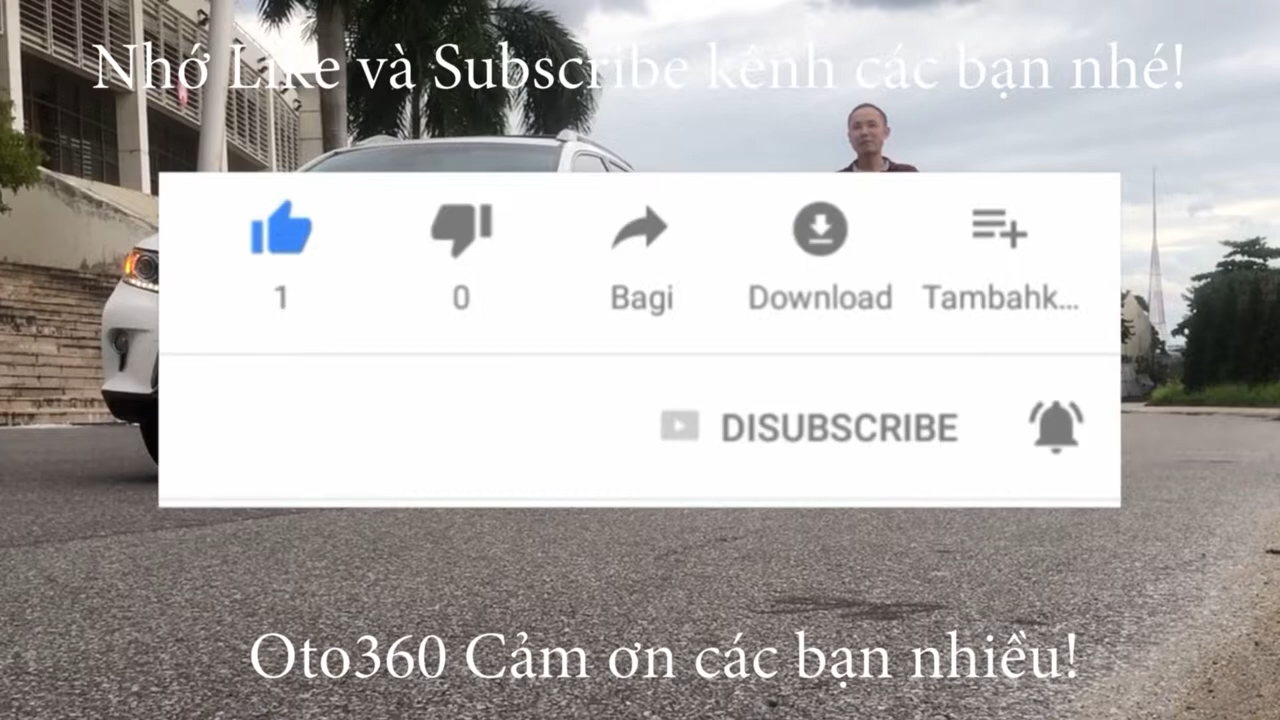 Nhớ Like và Subscribe kênh các bạn nhé!
1
0
Bagi
Download
Tambahk...
DISUBSCRIBE
Oto360 Cảm ơn các bạn nhiều!